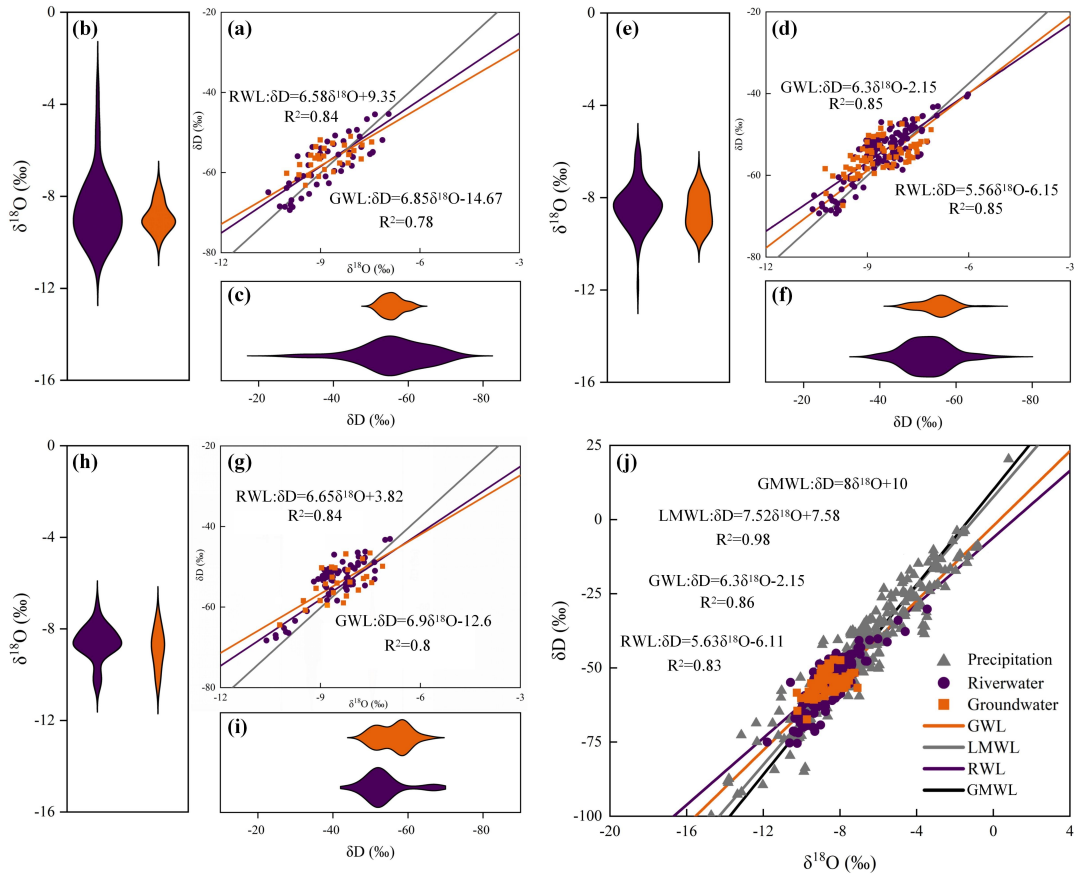 (b)
0
-4
-8
-12
-16
δ¹⁸O (‰)
(a)
-20
-40
-60
-80
δD (‰)
RWL:δD=6.58δ¹⁸O+9.35
R²=0.84
GWL:δD=6.85δ¹⁸O-14.67
R²=0.78
-12
-9
-6
-3
δ¹⁸O (‰)
(c)
-20
-40
-60
-80
δD (‰)
(e)
0
-4
-8
-12
-16
δ¹⁸O (‰)
(d)
-20
-40
-60
-80
δD (‰)
GWL:δD=6.3δ¹⁸O-2.15
R²=0.85
RWL:δD=5.56δ¹⁸O-6.15
R²=0.85
-12
-9
-6
-3
δ¹⁸O (‰)
(f)
-20
-40
-60
-80
δD (‰)
(h)
0
-4
-8
-12
-16
δ¹⁸O (‰)
(g)
-20
-40
-60
-80
δD (‰)
RWL:δD=6.65δ¹⁸O+3.82
R²=0.84
GWL:δD=6.9δ¹⁸O-12.6
R²=0.8
-12
-9
-6
-3
δ¹⁸O (‰)
(i)
-20
-40
-60
-80
δD (‰)
(j)
25
0
-25
-50
-75
-100
δD (‰)
GMWL:δD=8δ¹⁸O+10
LMWL:δD=7.52δ¹⁸O+7.58
R²=0.98
GWL:δD=6.3δ¹⁸O-2.15
R²=0.86
RWL:δD=5.63δ¹⁸O-6.11
R²=0.83
Precipitation
Riverwater
Groundwater
GWL
LMWL
RWL
GMWL
-20
-16
-12
-8
-4
0
4
δ¹⁸O (‰)